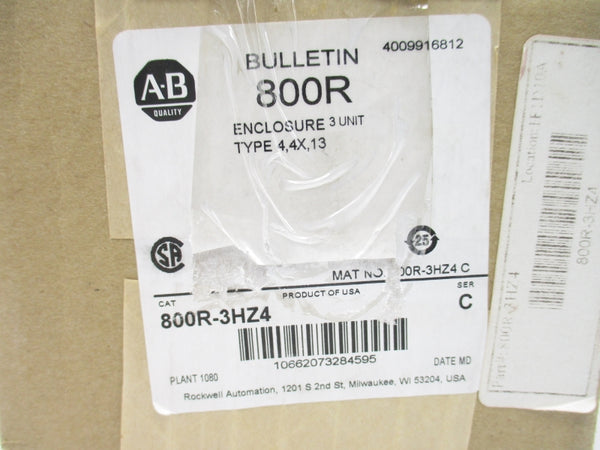 A-B
QUALITY
BULLETIN
800R
4009916812
ENCLOSURE 3 UNIT
TYPE 4,4X,13
SA
25
MAT NO. 00R-3HZ4 C
CAT
PRODUCT OF USA
SER
800R-3HZ4
C
10662073284595
PLANT 1080
DATE MD
Rockwell Automation, 1201 S 2nd St, Milwaukee, WI 53204, USA
800R-3HZ4